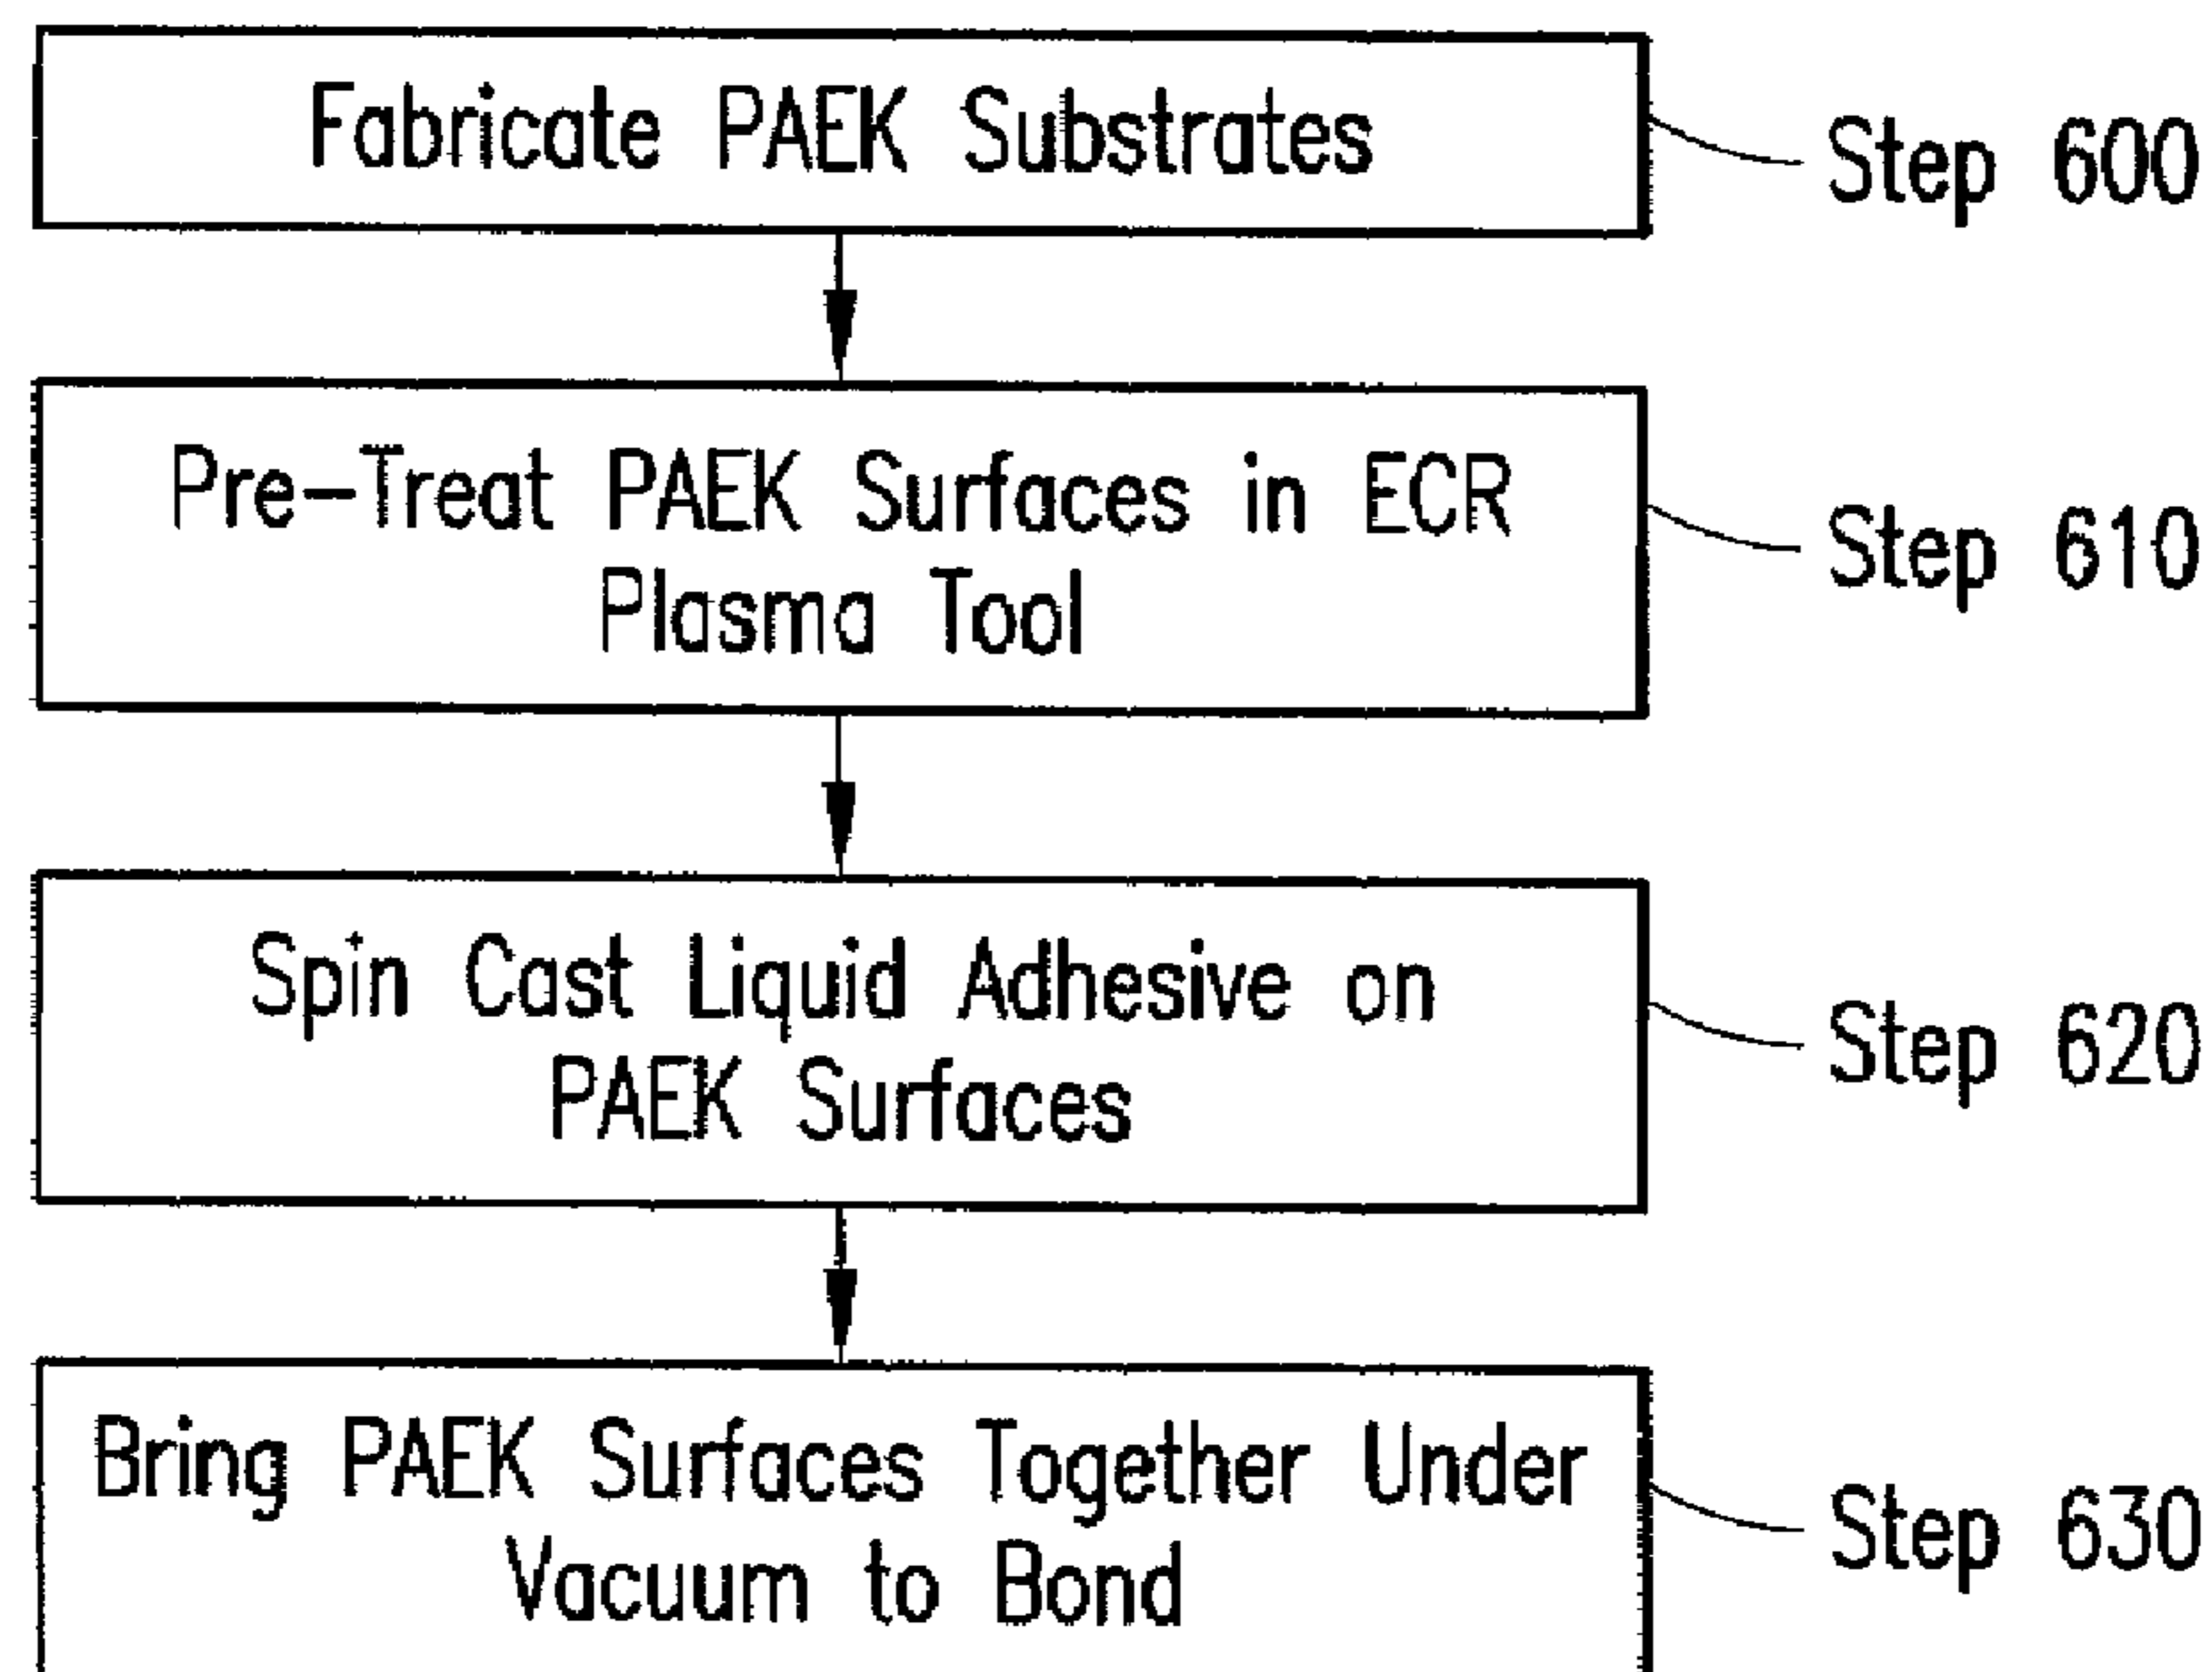 Fabricate PAEK Substrates
Step 600
Pre-Treat PAEK Surfaces in ECR
Plasma Tool
Step 610
Spin Cast Liquid Adhesive on
PAEK Surfaces
Step 620
Bring PAEK Surfaces Together Under
Vacuum to Bond
Step 630